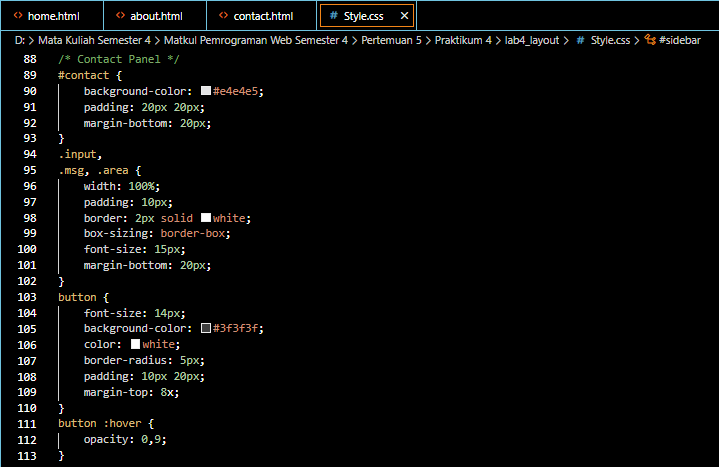 home.html about.html contact.html # Style.css ×
D: > Mata Kuliah Semester 4 > Matkul Pemrograman Web Semester 4 > Pertemuan 5 > Praktikum 4 > lab4_layout > # Style.css > #sidebar
88 /* Contact Panel */
89 #contact {
90 background-color: #e4e4e5;
91 padding: 20px 20px;
92 margin-bottom: 20px;
93 }
94 .input,
95 .msg, .area {
96 width: 100%;
97 padding: 10px;
98 border: 2px solid white;
99 box-sizing: border-box;
100 font-size: 15px;
101 margin-bottom: 20px;
102 }
103 button {
104 font-size: 14px;
105 background-color: #3f3f3f;
106 color: white;
107 border-radius: 5px;
108 padding: 10px 20px;
109 margin-top: 8x;
110 }
111 button :hover {
112 opacity: 0,9;
113 }